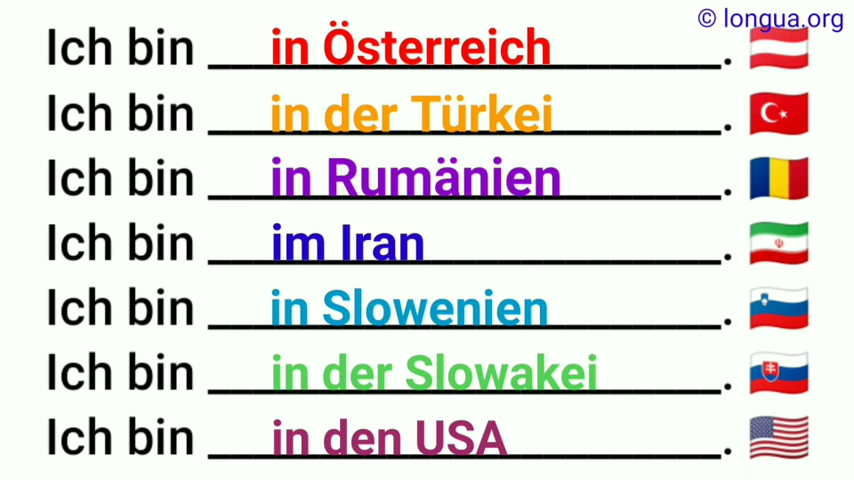 © longua.org
Ich bin in Österreich.
Ich bin in der Türkei.
Ich bin in Rumänien.
Ich bin im Iran.
Ich bin in Slowenien.
Ich bin in der Slowakei.
Ich bin in den USA.